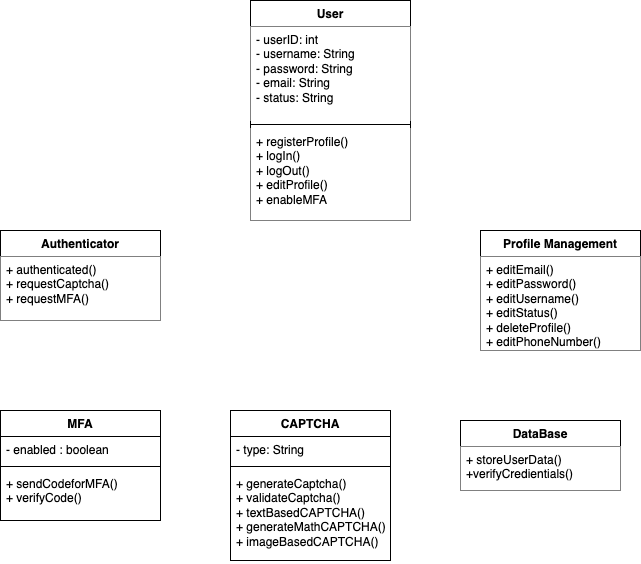 User
- userID: int
- username: String
- password: String
- email: String
- status: String
+ registerProfile()
+ logIn()
+ logOut()
+ editProfile()
+ enableMFA
Authenticator
+ authenticated()
+ requestCaptcha()
+ requestMFA()
Profile Management
+ editEmail()
+ editPassword()
+ editUsername()
+ editStatus()
+ deleteProfile()
+ editPhoneNumber()
MFA
- enabled : boolean
+ sendCodeforMFA()
+ verifyCode()
CAPTCHA
- type: String
+ generateCaptcha()
+ validateCaptcha()
+ textBasedCAPTCHA()
+ generateMathCAPTCHA()
+ imageBasedCAPTCHA()
DataBase
+ storeUserData()
+verifyCredientials()